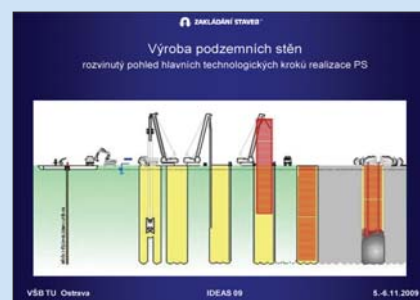 ZAKLÁDÁNÍ STAVEB
Výroba podzemních stěn
rozvinutý pohled hlavních technologických kroků realizace PS
VŠB TU Ostrava
IDEAS 09
5.-6.11.2009